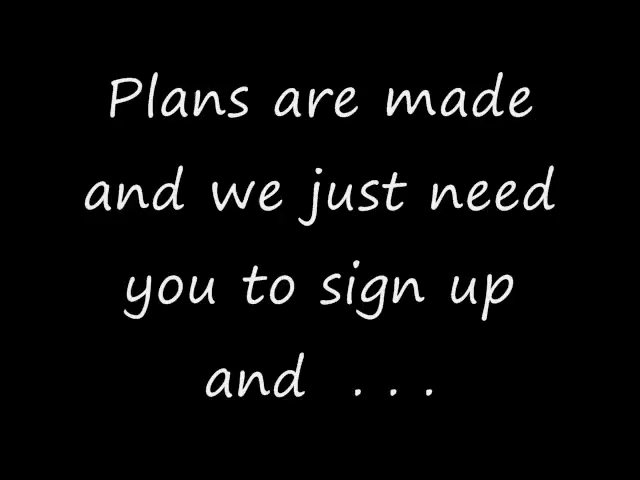 Plans are made
and we just need
you to sign up
and . . .